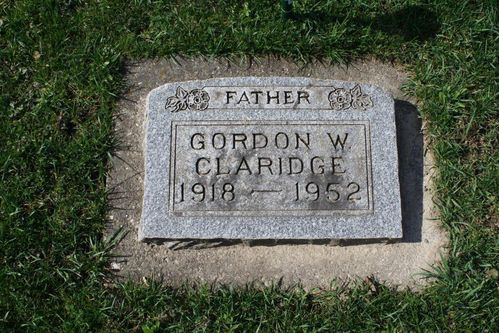 FATHER
GORDON W.
CLARIDGE
1918 — 1952